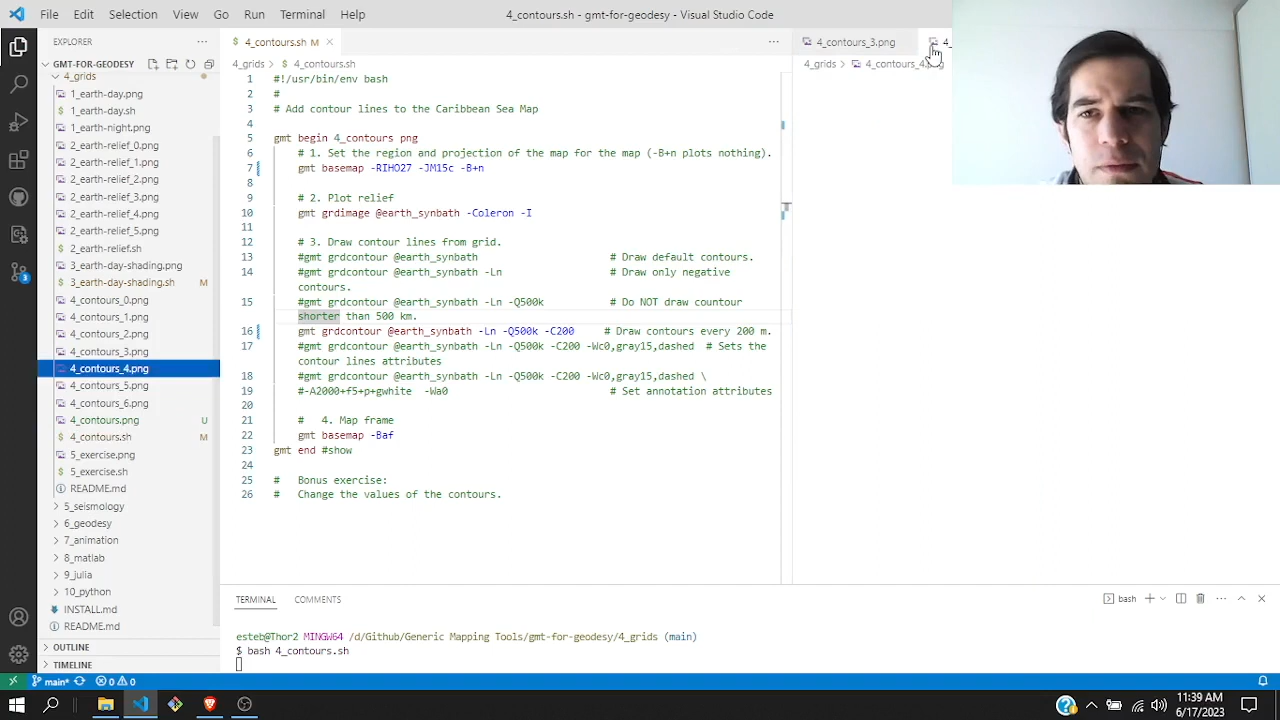 File Edit Selection View Go Run Terminal Help
4_contours.sh - gmt-for-geodesy - Visual Studio Code
EXPLORER
GMT-FOR-GEODESY
4_grids
1_earth-day.png
1_earth-day.sh
1_earth-night.png
2_earth-relief_0.png
2_earth-relief_1.png
2_earth-relief_2.png
2_earth-relief_3.png
2_earth-relief_4.png
2_earth-relief_5.png
2_earth-relief.sh
3_earth-day-shading.png
3_earth-day-shading.sh M
4_contours_0.png
4_contours_1.png
4_contours_2.png
4_contours_3.png
4_contours_4.png
4_contours_5.png
4_contours_6.png
4_contours.png U
4_contours.sh M
5_exercise.png
5_exercise.sh
README.md
5_seismology
6_geodesy
7_animation
8_matlab
9_julia
10_python
INSTALL.md
README.md
OUTLINE
TIMELINE
4_contours.sh M
4_grids > 4_contours.sh
1 #!/usr/bin/env bash
2 #
3 # Add contour lines to the Caribbean Sea Map
4
5 gmt begin 4_contours png
6 # 1. Set the region and projection of the map for the map (-B+n plots nothing).
7 gmt basemap -RIHO27 -JM15c -B+n
8
9 # 2. Plot relief
10 gmt grdimage @earth_synbath -Coleron -I
11
12 # 3. Draw contour lines from grid.
13 #gmt grdcontour @earth_synbath # Draw default contours.
14 #gmt grdcontour @earth_synbath -Ln # Draw only negative
contours.
15 #gmt grdcontour @earth_synbath -Ln -Q500k # Do NOT draw countour
shorter than 500 km.
16 gmt grdcontour @earth_synbath -Ln -Q500k -C200 # Draw contours every 200 m.
17 #gmt grdcontour @earth_synbath -Ln -Q500k -C200 -Wc0,gray15,dashed # Sets the
contour lines attributes
18 #gmt grdcontour @earth_synbath -Ln -Q500k -C200 -Wc0,gray15,dashed \
19 #-A2000+f5+p+gwhite -Wa0 # Set annotation attributes
20
21 # 4. Map frame
22 gmt basemap -Baf
23 gmt end #show
24
25 # Bonus exercise:
26 # Change the values of the contours.
4_contours_3.png 4_
4_grids > 4_contours_4.png
TERMINAL COMMENTS
bash
esteb@Thor2 MINGW64 /d/Github/Generic Mapping Tools/gmt-for-geodesy/4_grids (main)
$ bash 4_contours.sh
3
main* 0 0
11:39 AM
6/17/2023